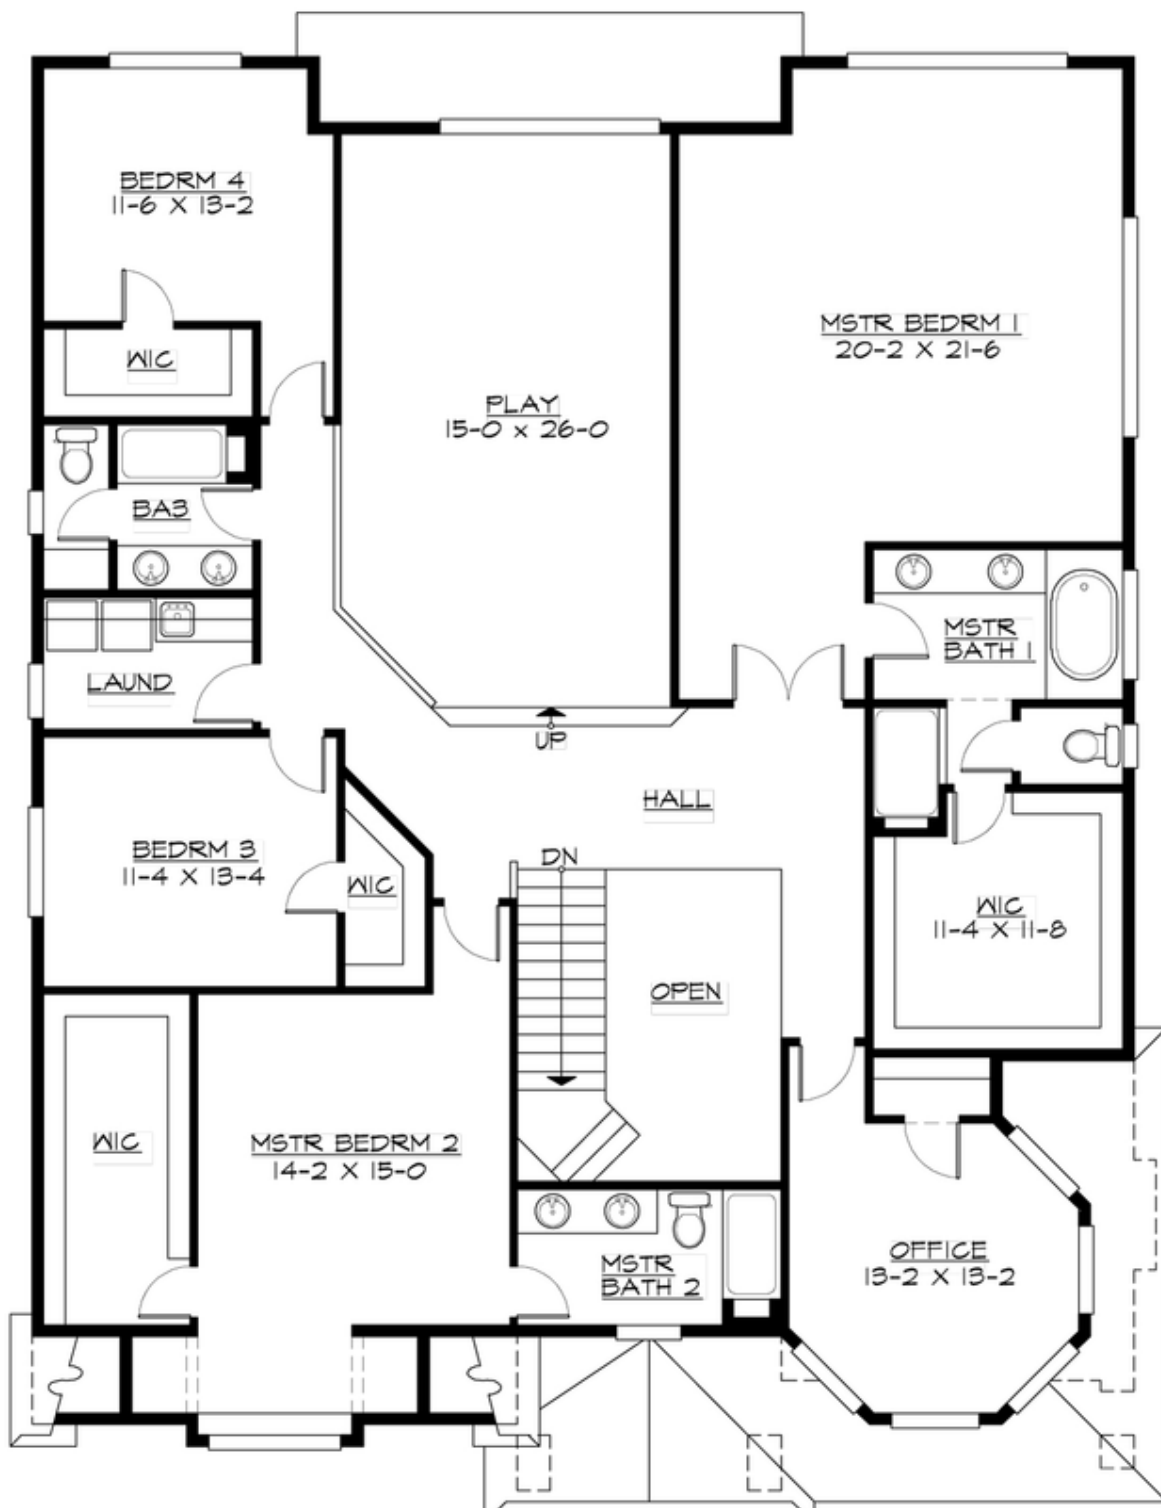 BEDRM 4
11-6 X 13-2
MSTR BEDRM 1
20-2 X 21-6
WIC
PLAY
15-0 x 26-0
BA3
MSTR
BATH 1
LAUND
UP
HALL
BEDRM 3
11-4 X 13-4
DN
WIC
WIC
11-4 X 11-8
OPEN
WIC
MSTR BEDRM 2
14-2 X 15-0
OFFICE
13-2 X 13-2
MSTR
BATH 2